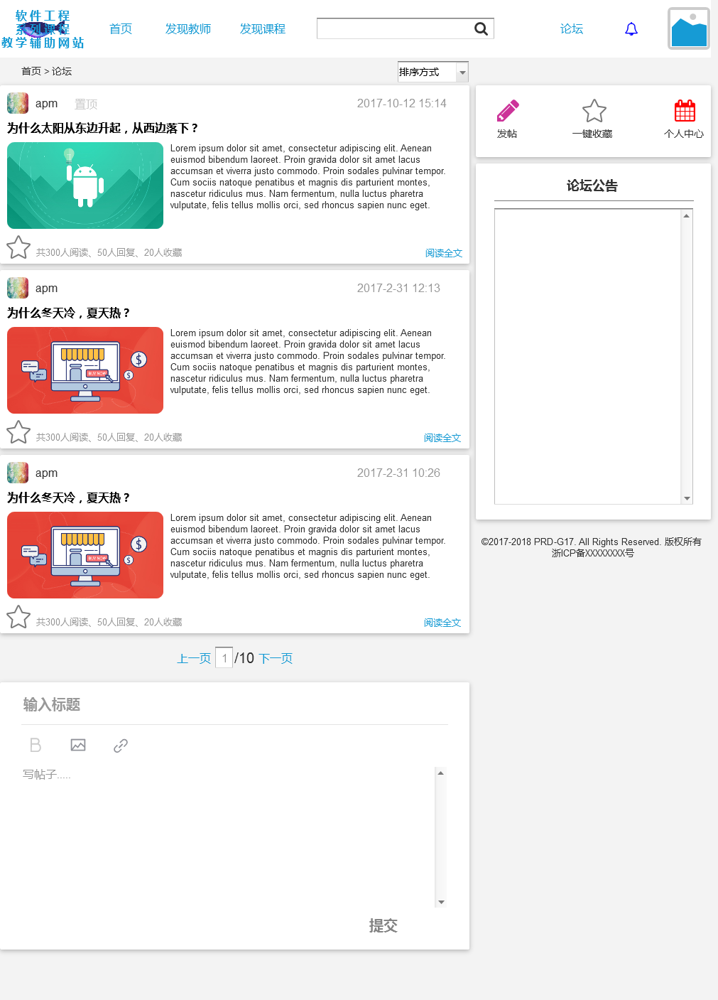 软件工程
系列课程
教学辅助网站
首页
发现教师
发现课程
论坛
首页 > 论坛
排序方式
apm
置顶
2017-10-12 15:14
为什么太阳从东边升起，从西边落下？
Lorem ipsum dolor sit amet, consectetur adipiscing elit. Aenean
euismod bibendum laoreet. Proin gravida dolor sit amet lacus
accumsan et viverra justo commodo. Proin sodales pulvinar tempor.
Cum sociis natoque penatibus et magnis dis parturient montes,
nascetur ridiculus mus. Nam fermentum, nulla luctus pharetra
vulputate, felis tellus mollis orci, sed rhoncus sapien nunc eget.
共300人阅读、50人回复、20人收藏
阅读全文
apm
2017-2-31 12:13
为什么冬天冷，夏天热？
BUY NOW
Lorem ipsum dolor sit amet, consectetur adipiscing elit. Aenean
euismod bibendum laoreet. Proin gravida dolor sit amet lacus
accumsan et viverra justo commodo. Proin sodales pulvinar tempor.
Cum sociis natoque penatibus et magnis dis parturient montes,
nascetur ridiculus mus. Nam fermentum, nulla luctus pharetra
vulputate, felis tellus mollis orci, sed rhoncus sapien nunc eget.
共300人阅读、50人回复、20人收藏
阅读全文
apm
2017-2-31 10:26
为什么冬天冷，夏天热？
BUY NOW
Lorem ipsum dolor sit amet, consectetur adipiscing elit. Aenean
euismod bibendum laoreet. Proin gravida dolor sit amet lacus
accumsan et viverra justo commodo. Proin sodales pulvinar tempor.
Cum sociis natoque penatibus et magnis dis parturient montes,
nascetur ridiculus mus. Nam fermentum, nulla luctus pharetra
vulputate, felis tellus mollis orci, sed rhoncus sapien nunc eget.
共300人阅读、50人回复、20人收藏
阅读全文
上一页 1 /10 下一页
输入标题
B
写帖子.....
提交
发帖
一键收藏
个人中心
论坛公告
©2017-2018 PRD-G17. All Rights Reserved. 版权所有
浙ICP备XXXXXXX号